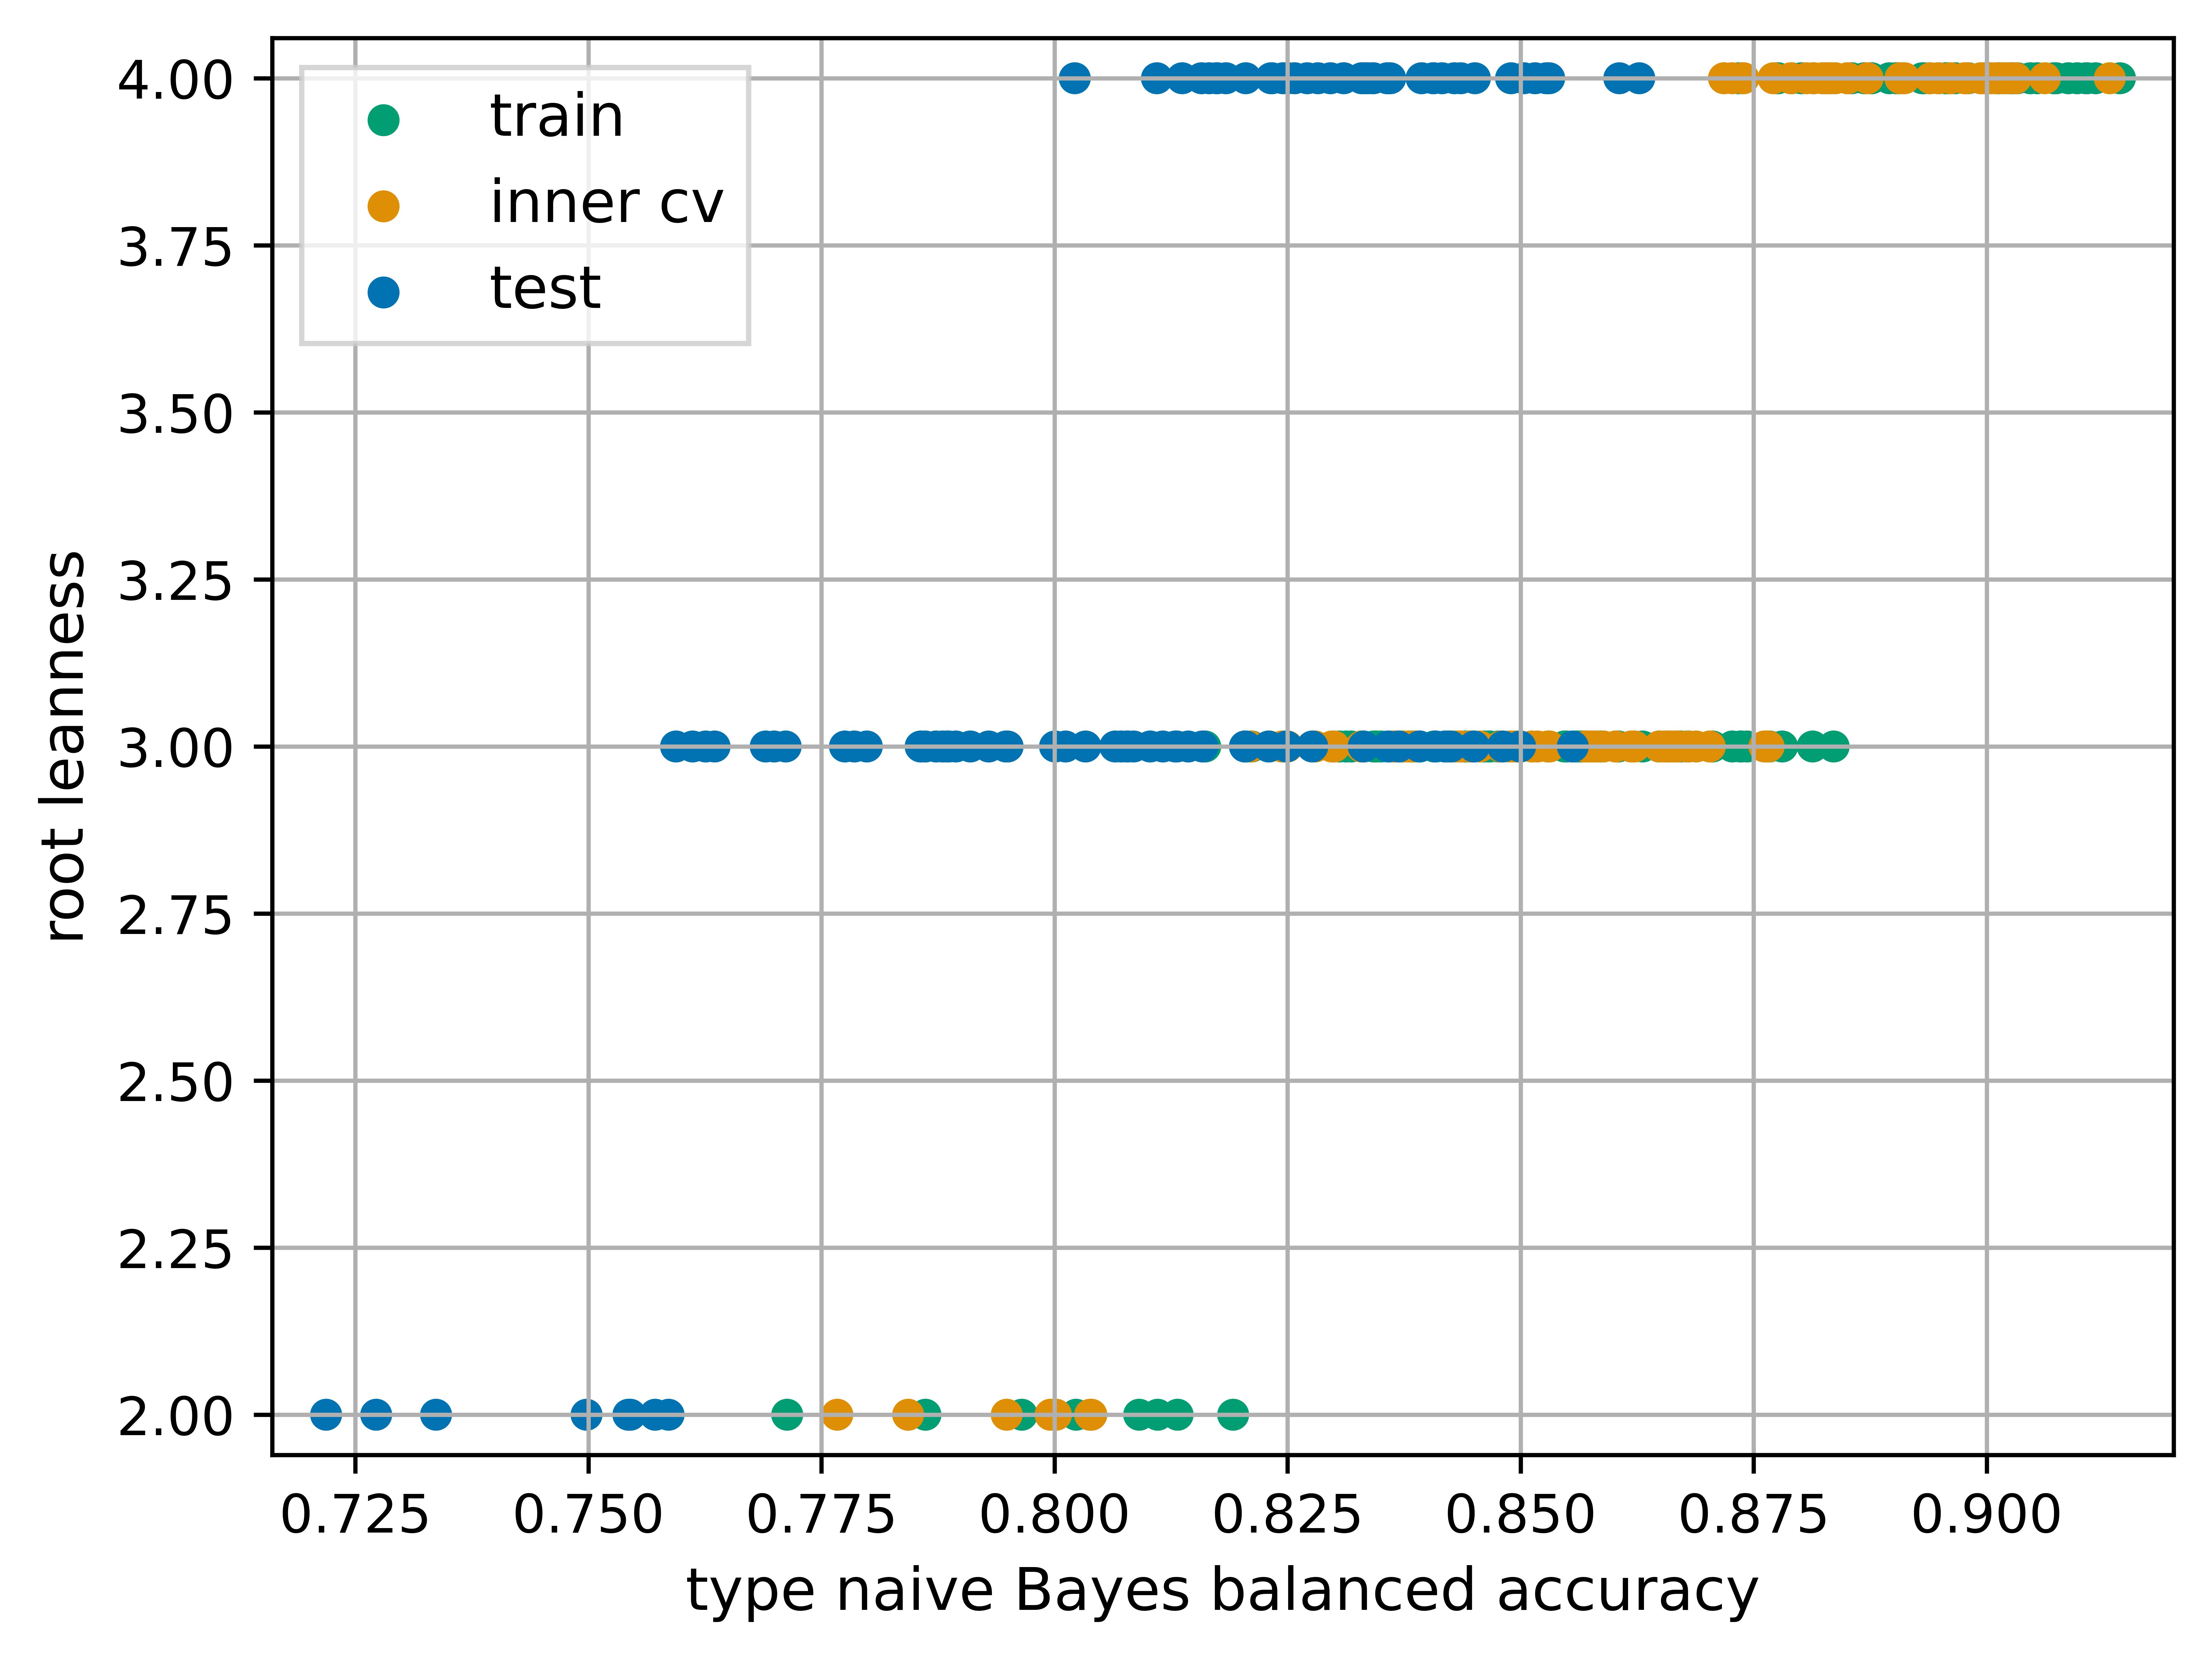 4.00
3.75
3.50
3.25
3.00
2.75
2.50
2.25
2.00
root leanness
train
inner cv
test
0.725 0.750 0.775 0.800 0.825 0.850 0.875 0.900
type naive Bayes balanced accuracy